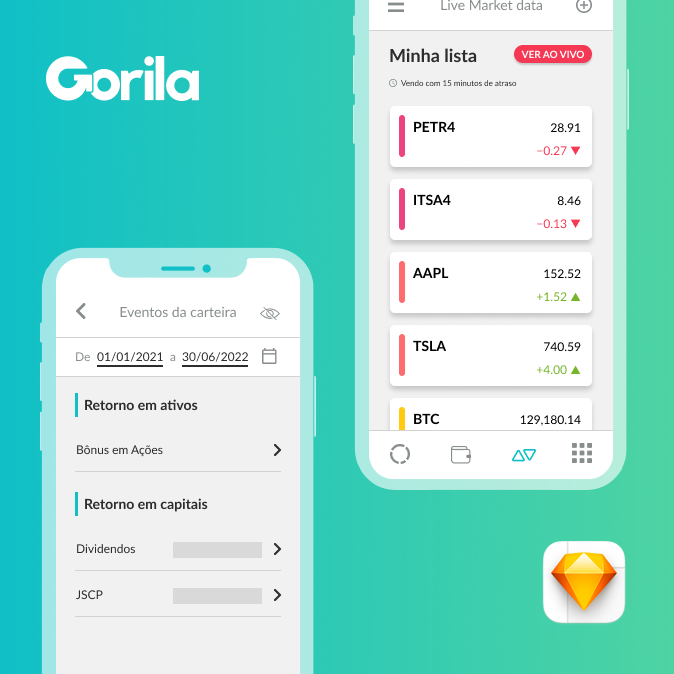 Gorila
Live Market data
Minha lista
VER AO VIVO
Vendo com 15 minutos de atraso
PETR4
28.91
−0.27 ▼
ITSA4
8.46
−0.13 ▼
AAPL
152.52
+1.52 ▲
TSLA
740.59
+4.00 ▲
BTC
129,180.14
Eventos da carteira
De 01/01/2021 a 30/06/2022
Retorno em ativos
Bônus em Ações
Retorno em capitais
Dividendos
JSCP